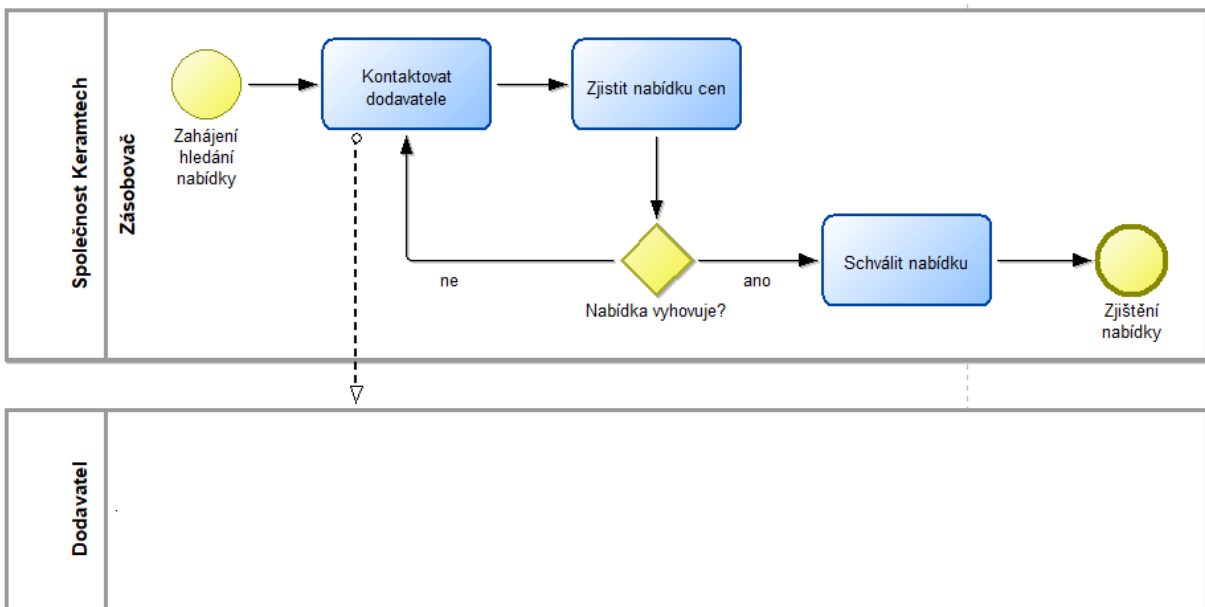 Společnost Keramtech
Zásobovač
Zahájení
hledání
nabídky
Kontaktovat
dodavatele
Zjistit nabídku cen
ne
Nabídka vyhovuje?
ano
Schválit nabídku
Zjištění
nabídky
Dodavatel